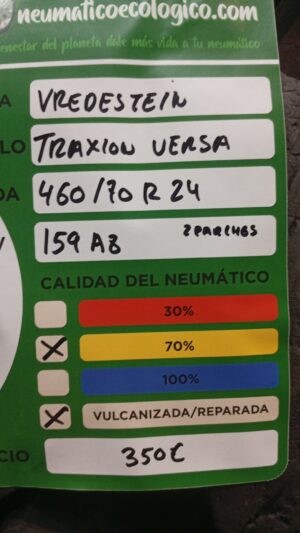 neumaticoecologico.com
bienestar del planeta dale más vida a tu neumático
A VREDESTEIN
LO TRAXION VERSA
DA 460/70 R 24
159 A8 2 PARCHES
CALIDAD DEL NEUMÁTICO
30%
X 70%
100%
X VULCANIZADA/REPARADA
CIO 350€